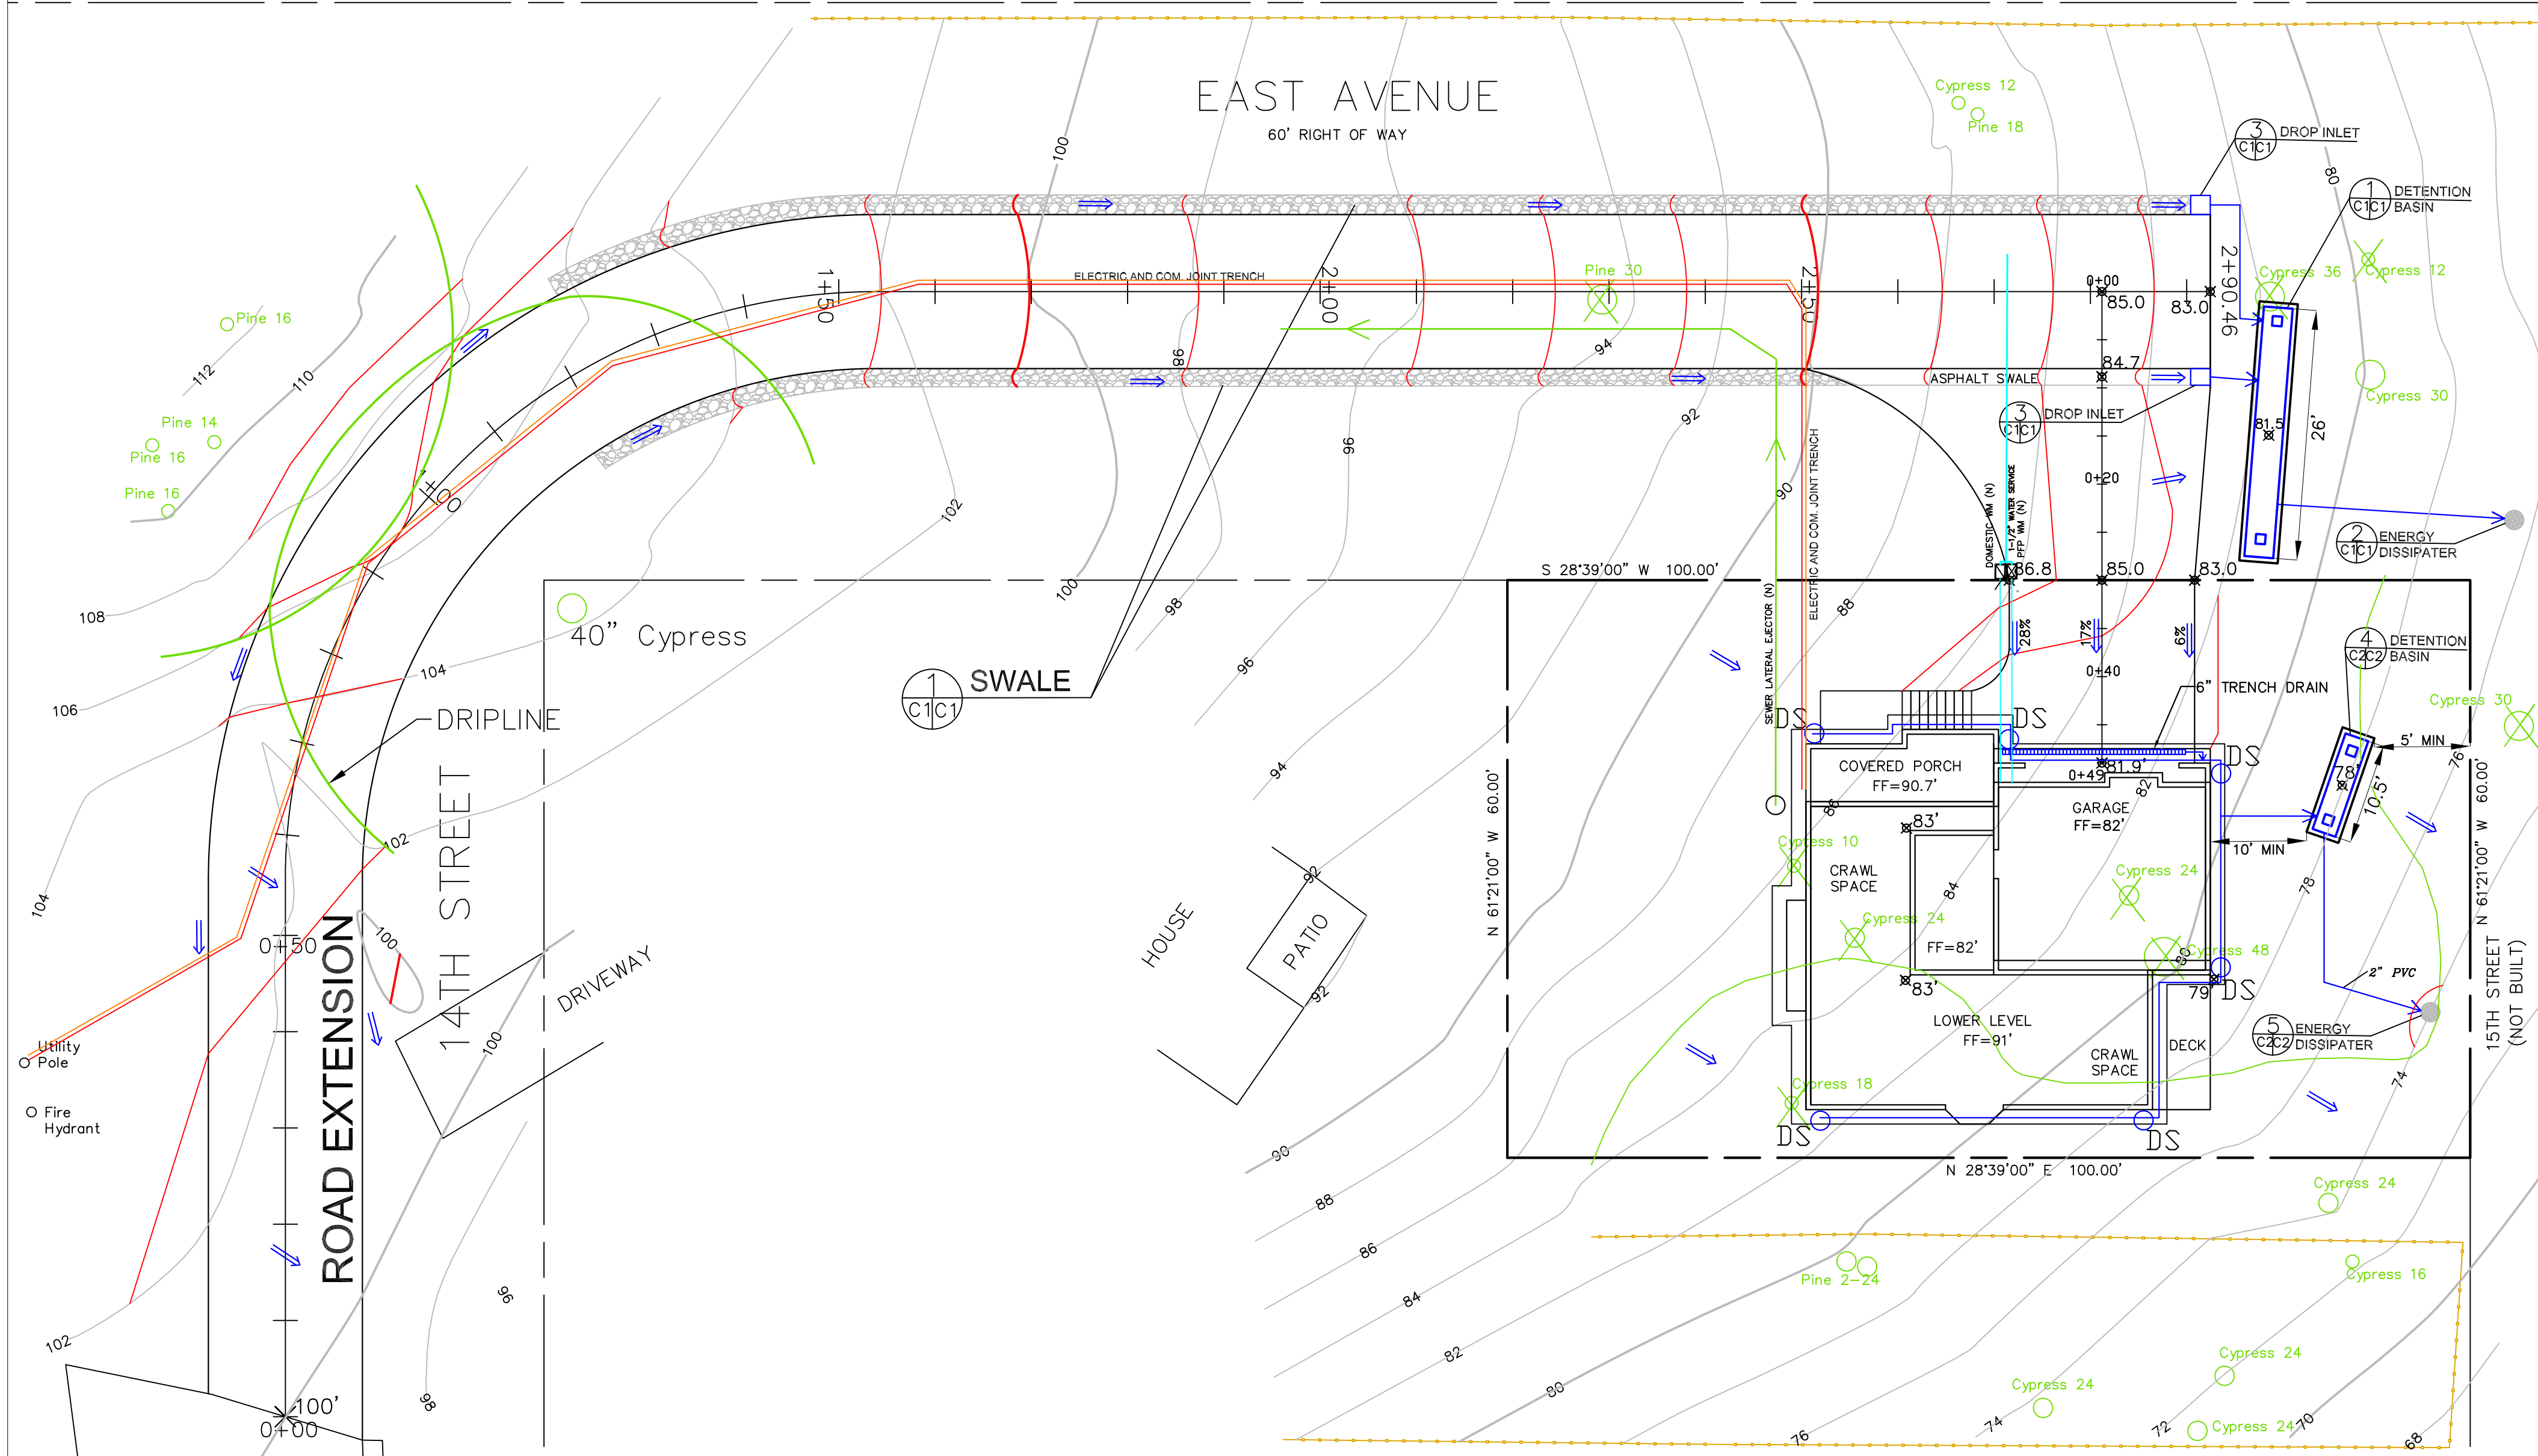 EAST AVENUE
60' RIGHT OF WAY
100
Cypress 12
Pine 18
3
C1 C1
DROP INLET
80
1
C1 C1
DETENTION
BASIN
Cypress 12
Cypress 36
Cypress 30
Pine 16
112
110
Pine 14
Pine 16
Pine 16
1+50
ELECTRIC AND COM. JOINT TRENCH
2+00
Pine 30
2+50
0+00
85.0
83.0
2+90.46
98
94
84.7
ASPHALT SWALE
3
C1 C1
DROP INLET
81.5
26'
92
96
1+00
102
90
ELECTRIC AND COM. JOINT TRENCH
DOMESTIC WM (N)
1-1/2" WATER SERVICE
PFP WM (N)
0+20
2
C1 C1
ENERGY
DISSIPATER
S 28°39'00" W 100.00'
86.8
85.0
83.0
108
100
98
88
40" Cypress
SEWER LATERAL EJECTOR (N)
28%
17%
6%
0+40
4
C2 C2
DETENTION
BASIN
104
96
1
C1 C1
SWALE
106
DRIPLINE
6" TRENCH DRAIN
Cypress 30
DS
DS
DS
5' MIN
76
94
N 61°21'00" W 60.00'
COVERED PORCH
FF=90.7'
0+49
81.9'
82
78'
10.5'
86
GARAGE
FF=82'
83'
102
14TH STREET
Cypress 10
10' MIN
N 61°21'00" W 60.00'
92
CRAWL
SPACE
84
Cypress 24
78
104
HOUSE
PATIO
Cypress 24
FF=82'
Cypress 48
80
0+50
100
ROAD EXTENSION
DRIVEWAY
92
83'
79'
DS
2" PVC
15TH STREET
(NOT BUILT)
100
Utility
Pole
LOWER LEVEL
FF=91'
CRAWL
SPACE
DECK
5
C2 C2
ENERGY
DISSIPATER
74
Fire
Hydrant
Cypress 18
DS
DS
90
N 28°39'00" E 100.00'
88
Cypress 24
86
96
Pine 2-24
Cypress 16
84
102
82
Cypress 24
80
Cypress 24
98
100'
0+00
76
74
72
Cypress 24
70
68